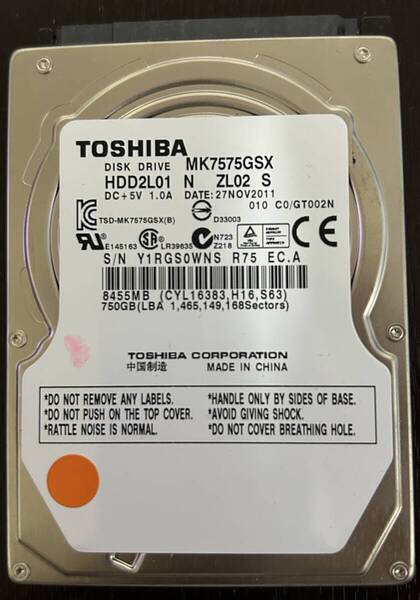 TOSHIBA
DISK DRIVE MK7575GSX
HDD2L01 N ZL02 S
DC+5V 1.0A DATE:27NOV2011
010 C0/GT002N
TSD-MK7575GSX(B) D33003
E145163 LR39635 N723
Z218
S/N Y1RGS0WNS R75 EC.A
8455MB (CYL16383,H16,S63)
750GB(LBA 1,465,149,168Sectors)
TOSHIBA CORPORATION
中国制造 MADE IN CHINA
*DO NOT REMOVE ANY LABELS. *HANDLE ONLY BY SIDES OF BASE.
*DO NOT PUSH ON THE TOP COVER. *AVOID GIVING SHOCK.
*RATTLE NOISE IS NORMAL. *DO NOT COVER BREATHING HOLE.